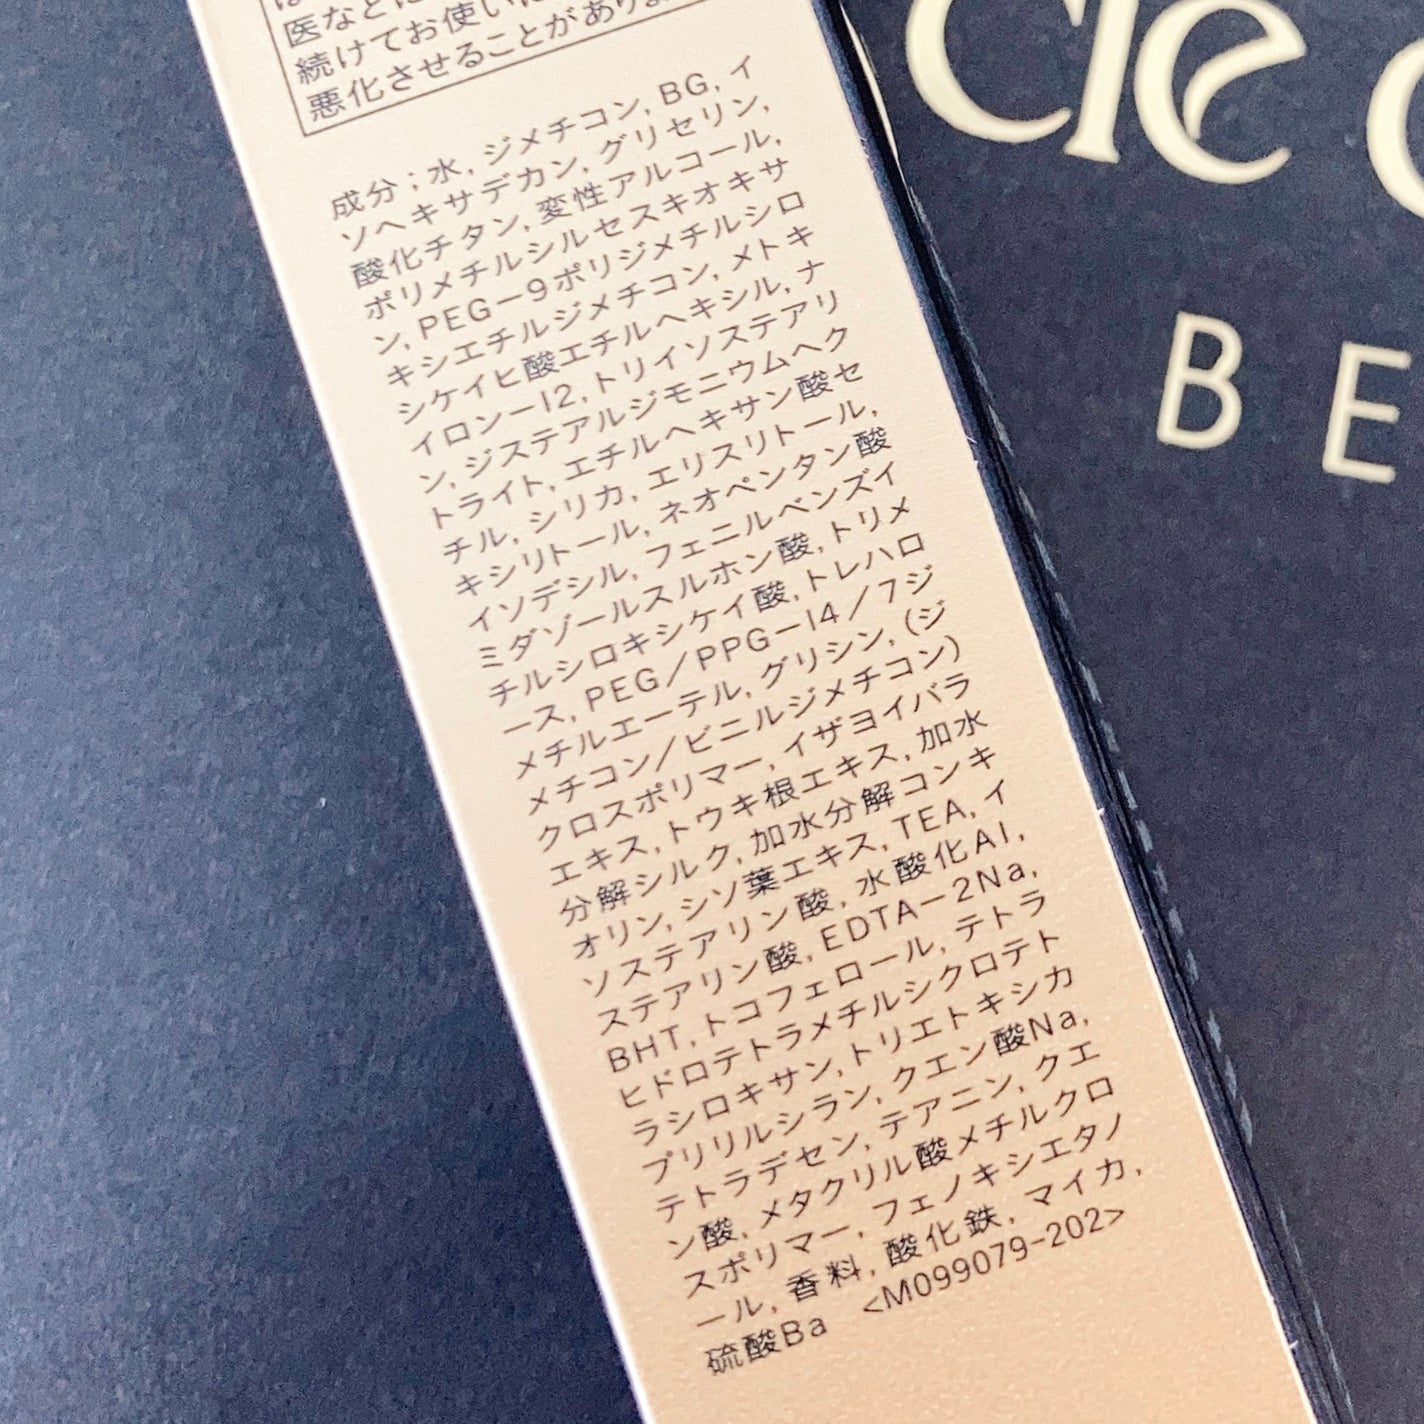 医などに
続けてお使いに
悪化させることがあります
成分；水, ジメチコン, BG, イ
ソヘキサデカン, グリセリン,
酸化チタン, 変性アルコール,
ポリメチルシルセスキオキサ
ン, PEG－9ポリジメチルシロ
キシエチルジメチコン, メトキ
シケイヒ酸エチルヘキシル, ナ
イロン－12, トリイソステアリ
ン, ジステアルジモニウムヘク
トライト, エチルヘキサン酸セ
チル, シリカ, エリスリトール,
キシリトール, ネオペンタン酸
イソデシル, フェニルベンズイ
ミダゾールスルホン酸, トリメ
チルシロキシケイ酸, トレハロ
ース, PEG／PPG－14／7ジ
メチルエーテル, グリシン, (ジ
メチコン／ビニルジメチコン)
クロスポリマー, イザヨイバラ
エキス, トウキ根エキス, 加水
分解シルク, 加水分解コンキ
オリン, シソ葉エキス, TEA, イ
ソステアリン酸, 水酸化Al,
ステアリン酸, EDTA－2Na,
BHT, トコフェロール, テトラ
ヒドロテトラメチルシクロテト
ラシロキサン, トリエトキシカ
プリリルシラン, クエン酸Na,
テトラデセン, テアニン, クエ
ン酸, メタクリル酸メチルクロ
スポリマー, フェノキシエタノ
ール, 香料, 酸化鉄, マイカ,
硫酸Ba <M099079-202>
cle
BE